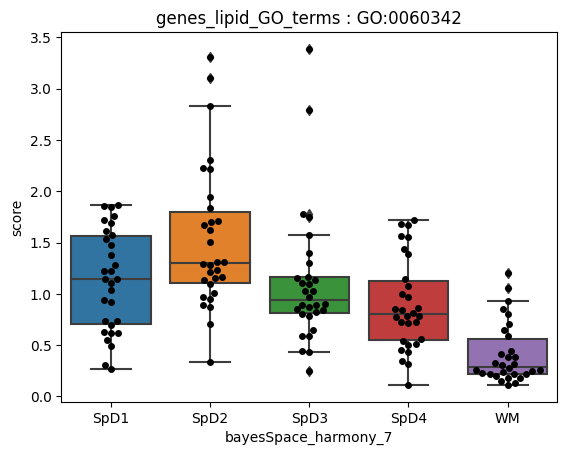 genes_lipid_GO_terms : GO:0060342
3.5
3.0
2.5
2.0
1.5
1.0
0.5
0.0
score
SpD1 SpD2 SpD3 SpD4 WM
bayesSpace_harmony_7